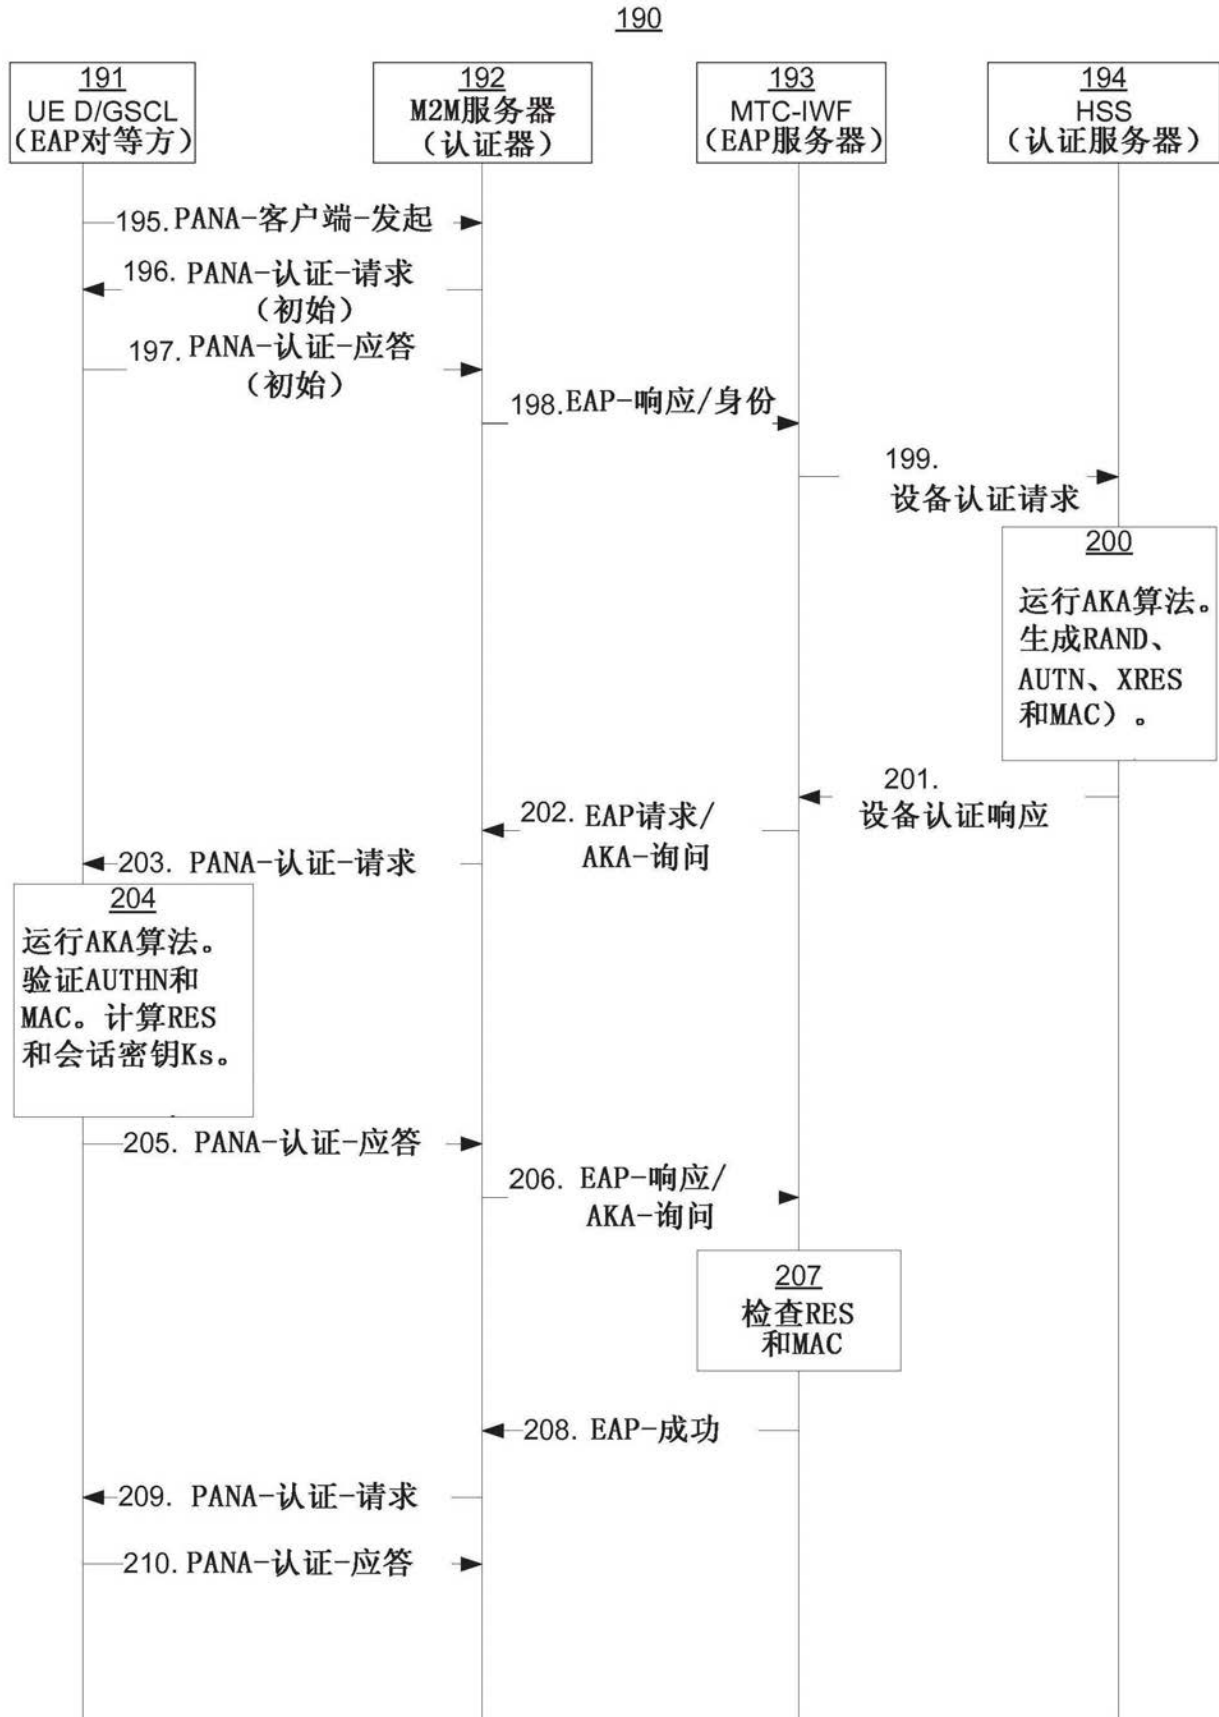 190
191
UE D/GSCL
（EAP对等方）
192
M2M服务器
（认证器）
193
MTC-IWF
（EAP服务器）
194
HSS
（认证服务器）
195. PANA-客户端-发起
196. PANA-认证-请求
（初始）
197. PANA-认证-应答
（初始）
198. EAP-响应/身份
199.
设备认证请求
200
运行AKA算法。
生成RAND、
AUTN、XRES
和MAC）。
201.
设备认证响应
202. EAP请求/
AKA-询问
203. PANA-认证-请求
204
运行AKA算法。
验证AUTHN和
MAC。计算RES
和会话密钥Ks。
205. PANA-认证-应答
206. EAP-响应/
AKA-询问
207
检查RES
和MAC
208. EAP-成功
209. PANA-认证-请求
210. PANA-认证-应答